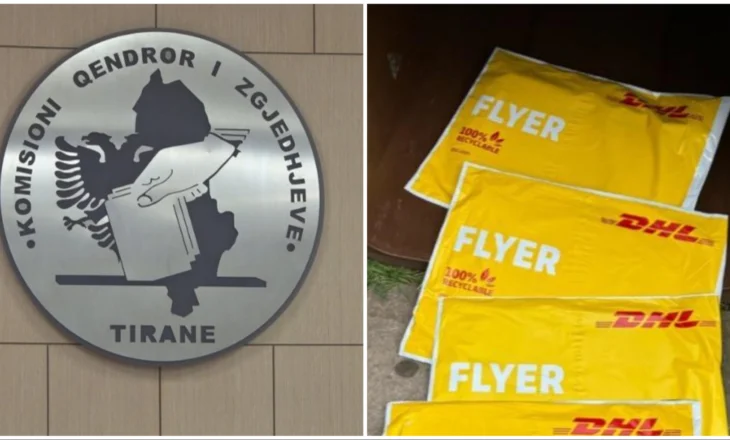 • KOMISIONI QENDROR I ZGJEDHJEVE •
TIRANE
DHL
FLYER
100%
RECYCLABLE
DHL
FLYER
100%
RECYCLABLE
DHL
FLYER
DHL